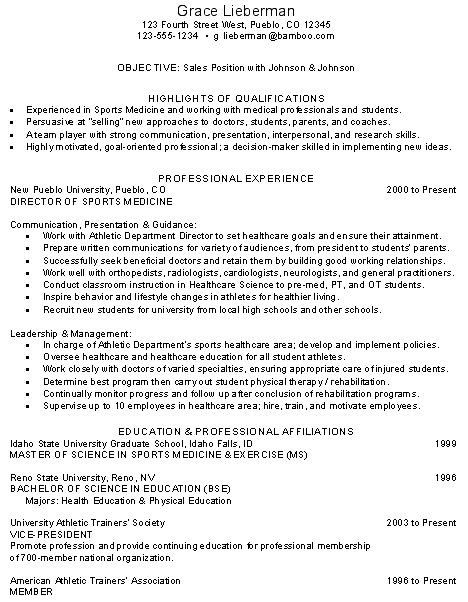 Grace Lieberman
123 Fourth Street West, Pueblo, CO 12345
123-555-1234 • g lieberman@bamboo.com
OBJECTIVE: Sales Position with Johnson & Johnson
HIGHLIGHTS OF QUALIFICATIONS
• Experienced in Sports Medicine and working with medical professionals and students.
• Persuasive at "selling" new approaches to doctors, students, parents, and coaches.
• A team player with strong communication, presentation, interpersonal, and research skills.
• Highly motivated, goal-oriented professional; a decision-maker skilled in implementing new ideas.
PROFESSIONAL EXPERIENCE
New Pueblo University, Pueblo, CO 2000 to Present
DIRECTOR OF SPORTS MEDICINE
Communication, Presentation & Guidance:
• Work with Athletic Department Director to set healthcare goals and ensure their attainment.
• Prepare written communications for variety of audiences, from president to students' parents.
• Successfully seek beneficial doctors and retain them by building good working relationships.
• Work well with orthopedists, radiologists, cardiologists, neurologists, and general practitioners.
• Conduct classroom instruction in Healthcare Science to pre-med, PT, and OT students.
• Inspire behavior and lifestyle changes in athletes for healthier living.
• Recruit new students for university from local high schools and other schools.
Leadership & Management:
• In charge of Athletic Department's sports healthcare area; develop and implement policies.
• Oversee healthcare and healthcare education for all student athletes.
• Work closely with doctors of varied specialties, ensuring appropriate care of injured students.
• Determine best program then carry out student physical therapy / rehabilitation.
• Continually monitor progress and follow up after conclusion of rehabilitation programs.
• Supervise up to 10 employees in healthcare area; hire, train, and motivate employees.
EDUCATION & PROFESSIONAL AFFILIATIONS
Idaho State University Graduate School, Idaho Falls, ID 1999
MASTER OF SCIENCE IN SPORTS MEDICINE & EXERCISE (MS)
Reno State University, Reno, NV 1996
BACHELOR OF SCIENCE IN EDUCATION (BSE)
Majors: Health Education & Physical Education
University Athletic Trainers' Society 2003 to Present
VICE-PRESIDENT
Promote profession and provide continuing education for professional membership
of 700-member national organization.
American Athletic Trainers' Association 1996 to Present
MEMBER